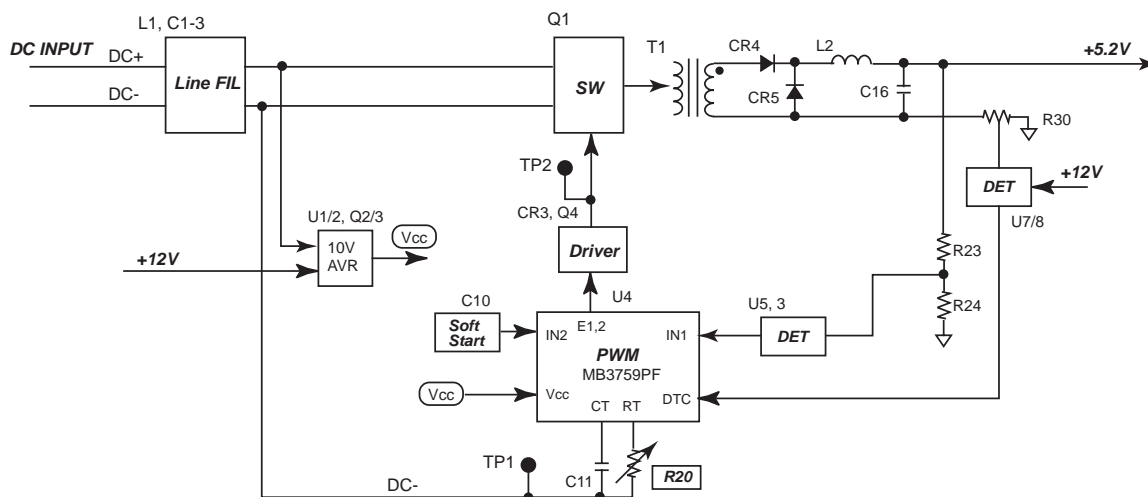 L1, C1-3
Q1
DC INPUT
DC+
DC-
Line FIL
SW
T1
CR4
L2
+5.2V
CR5
C16
R30
TP2
+12V
DET
U7/8
CR3, Q4
U1/2, Q2/3
Vcc
10V
AVR
+12V
Driver
R23
C10
U4
U5, 3
R24
Soft
Start
IN2
E1,2
IN1
DET
PWM
MB3759PF
Vcc
Vcc
DTC
CT
RT
TP1
C11
R20
DC-